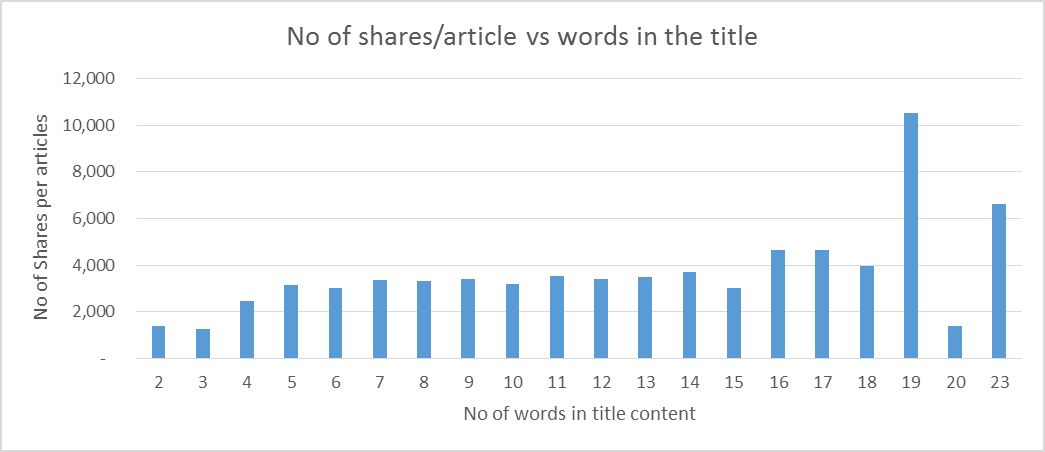 No of shares/article vs words in the title
12,000
10,000
8,000
6,000
4,000
2,000
-
No of Shares per articles
2 3 4 5 6 7 8 9 10 11 12 13 14 15 16 17 18 19 20 23
No of words in title content